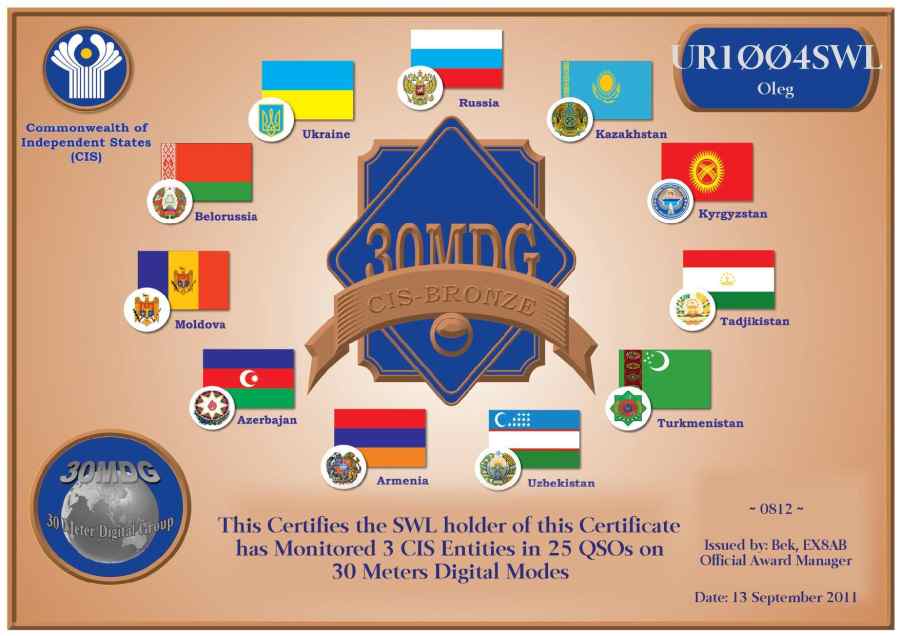 UR1ØØ4SWL
Oleg
Commonwealth of
Independent States
(CIS)
Russia
Ukraine
Kazakhstan
Belorussia
Kyrgyzstan
30MDG
CIS-BRONZE
Moldova
Tadjikistan
Azerbajan
Turkmenistan
Armenia
Uzbekistan
30MDG
30 Meter Digital Group
This Certifies the SWL holder of this Certificate
has Monitored 3 CIS Entities in 25 QSOs on
30 Meters Digital Modes
~ 0812 ~
Issued by: Bek, EX8AB
Official Award Manager
Date: 13 September 2011